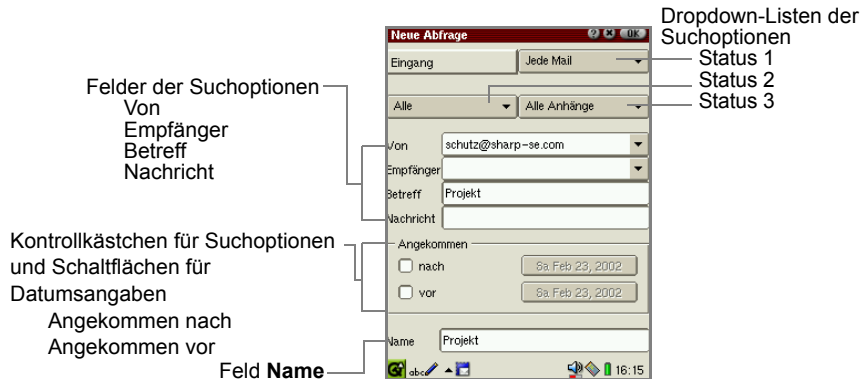 Dropdown-Listen der
Suchoptionen
Status 1
Status 2
Status 3
Felder der Suchoptionen
Von
Empfänger
Betreff
Nachricht
Kontrollkästchen für Suchoptionen
und Schaltflächen für
Datumsangaben
Angekommen nach
Angekommen vor
Feld Name
Neue Abfrage ? OK
Eingang Jede Mail
Alle Alle Anhänge
Von schutz@sharp-se.com
Empfänger
Betreff Projekt
Nachricht
Angekommen
nach Sa Feb 23, 2002
vor Sa Feb 23, 2002
Name Projekt
abc 16:15